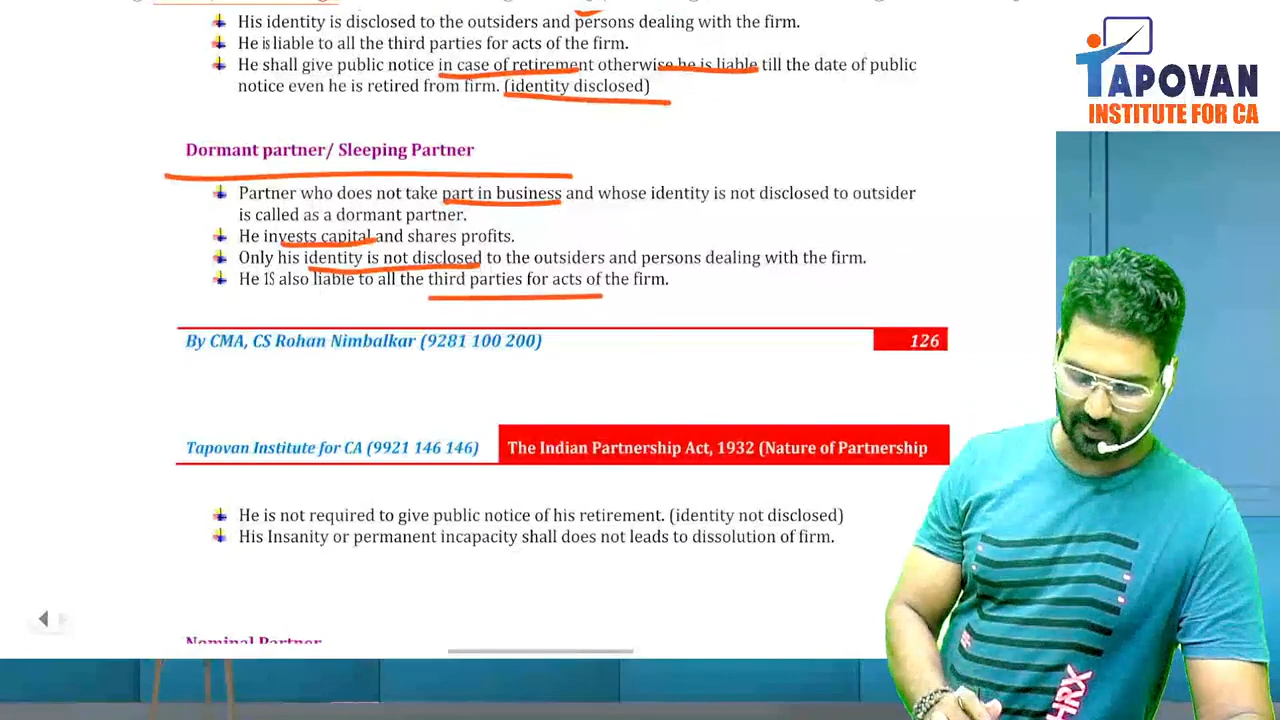 His identity is disclosed to the outsiders and persons dealing with the firm.
He is liable to all the third parties for acts of the firm.
He shall give public notice in case of retirement otherwise he is liable till the date of public
notice even he is retired from firm. (identity disclosed)
Dormant partner/ Sleeping Partner
Partner who does not take part in business and whose identity is not disclosed to outsider
is called as a dormant partner.
He invests capital and shares profits.
Only his identity is not disclosed to the outsiders and persons dealing with the firm.
He is also liable to all the third parties for acts of the firm.
By CMA, CS Rohan Nimbalkar (9281 100 200)
126
Tapovan Institute for CA (9921 146 146)
The Indian Partnership Act, 1932 (Nature of Partnership
He is not required to give public notice of his retirement. (identity not disclosed)
His Insanity or permanent incapacity shall does not leads to dissolution of firm.
Nominal Partner
TAPOVAN
INSTITUTE FOR CA
HRX